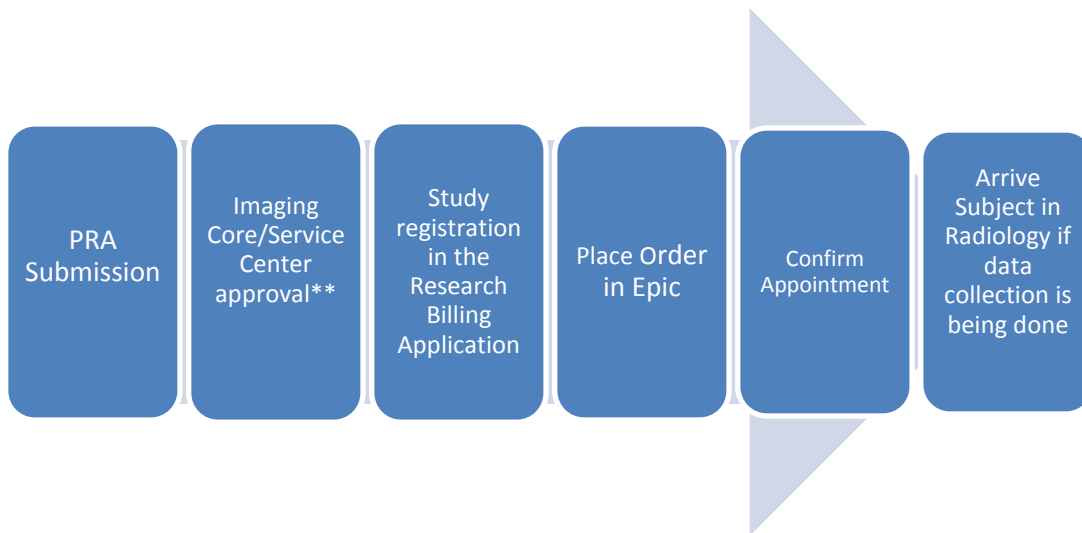 PRA
Submission
Imaging
Core/Service
Center
approval**
Study
registration
in the
Research
Billing
Application
Place Order
in Epic
Confirm
Appointment
Arrive
Subject in
Radiology if
data
collection is
being done